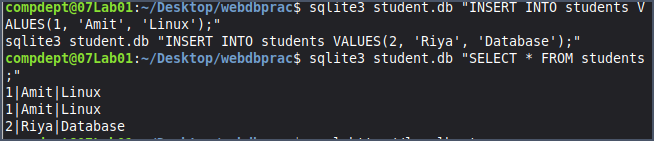 compdept@07Lab01:~/Desktop/webdbprac$ sqlite3 student.db "INSERT INTO students V
ALUES(1, 'Amit', 'Linux');"
sqlite3 student.db "INSERT INTO students VALUES(2, 'Riya', 'Database');"
compdept@07Lab01:~/Desktop/webdbprac$ sqlite3 student.db "SELECT * FROM students
;"
1|Amit|Linux
1|Amit|Linux
2|Riya|Database